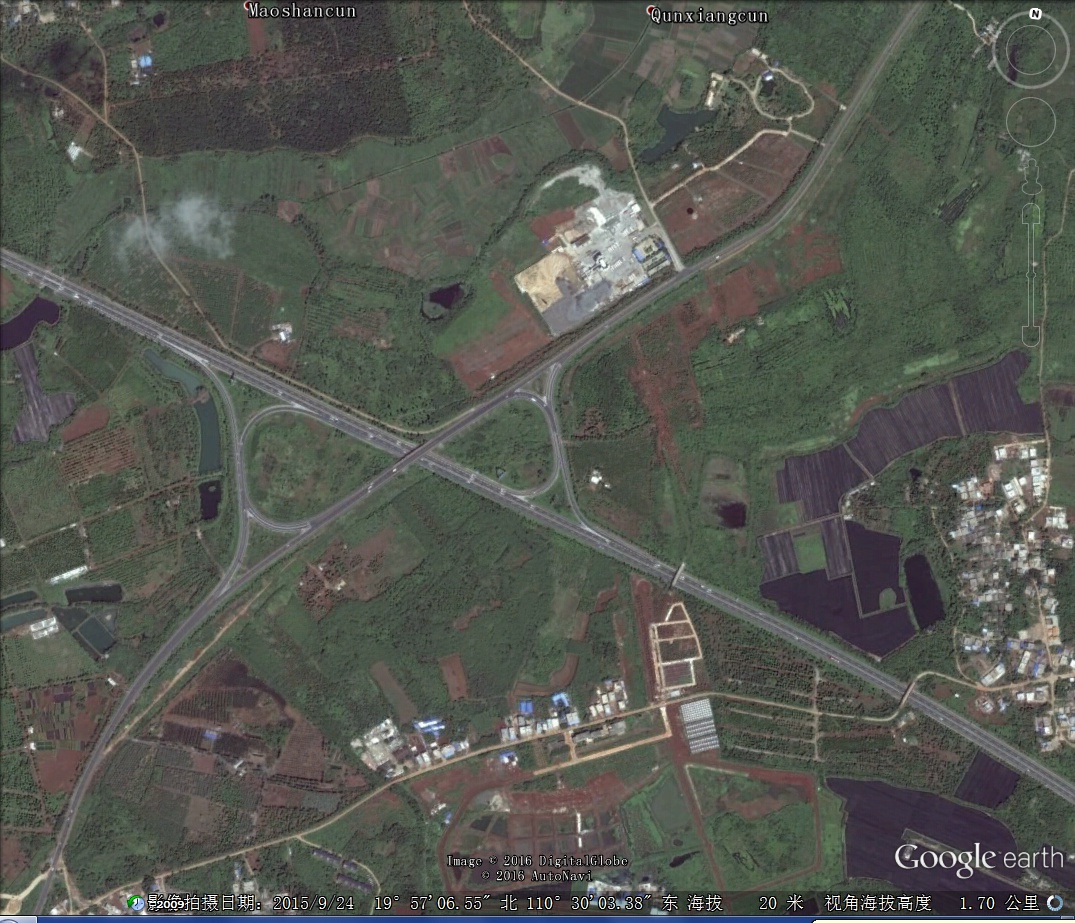 Maoshancun
Qunxiangcun
N
Image © 2016 DigitalGlobe
© 2016 AutoNavi
Google earth
影像拍摄日期: 2015/9/24 19° 57′06.55″ 北 110° 30′03.38″ 东 海拔 20 米 视角海拔高度 1.70 公里